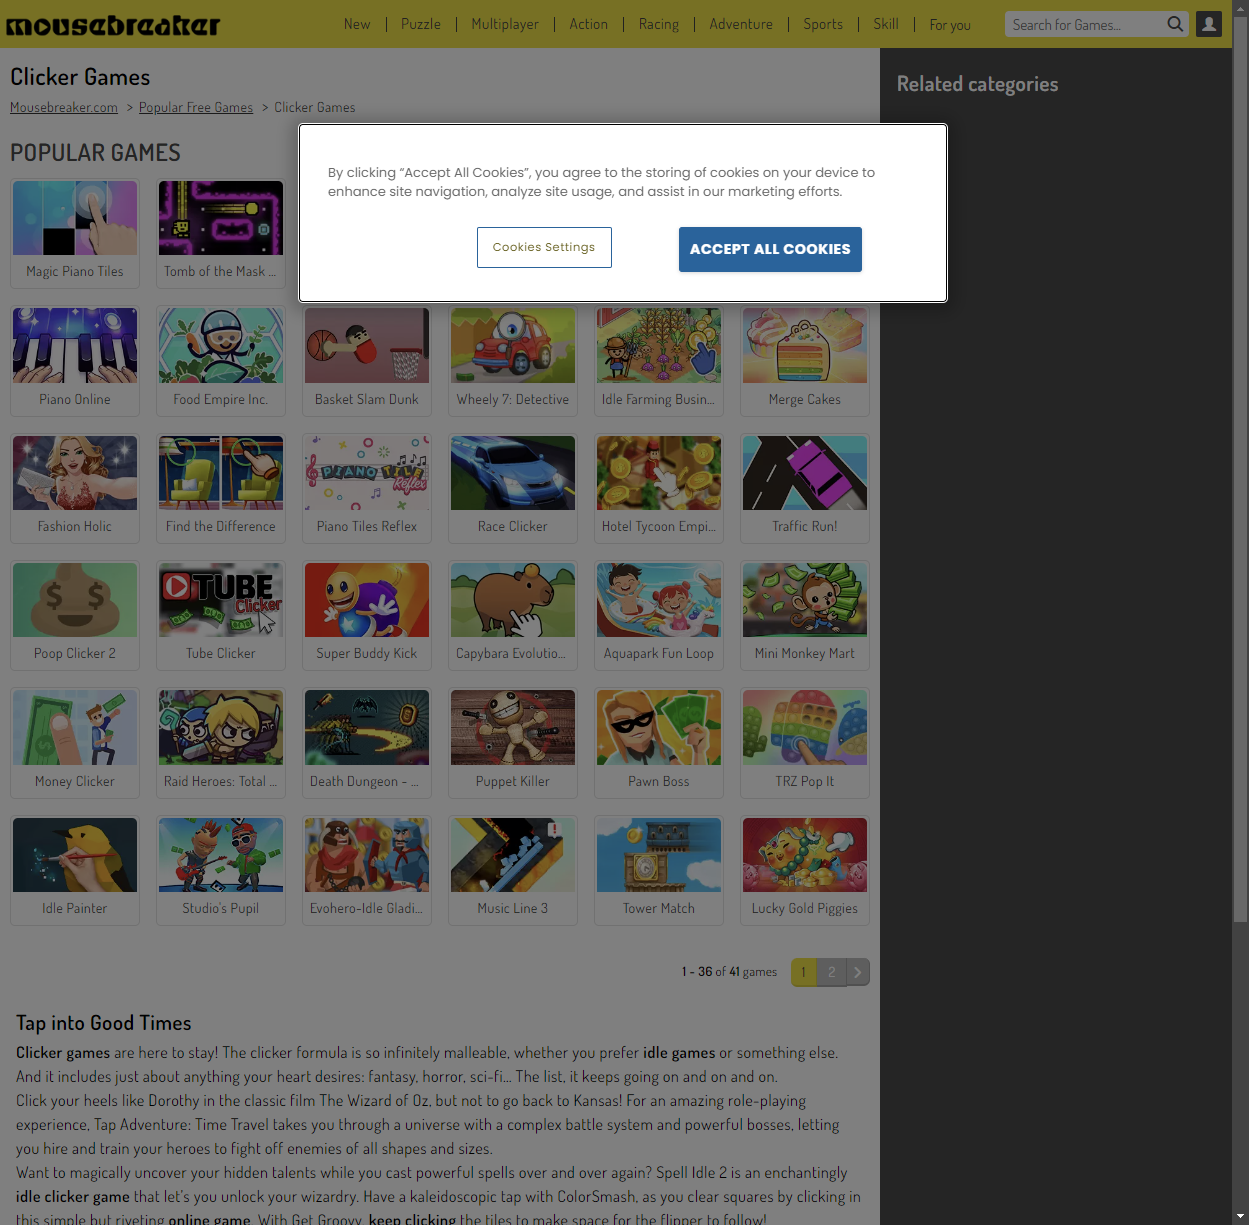 mousebreaker
New
Puzzle
Multiplayer
Action
Racing
Adventure
Sports
Skill
For you
Search for Games...
Clicker Games
Mousebreaker.com > Popular Free Games > Clicker Games
Related categories
POPULAR GAMES
By clicking “Accept All Cookies”, you agree to the storing of cookies on your device to
enhance site navigation, analyze site usage, and assist in our marketing efforts.
Cookies Settings
ACCEPT ALL COOKIES
Magic Piano Tiles
Tomb of the Mask ...
Piano Online
Food Empire Inc.
Basket Slam Dunk
Wheely 7: Detective
Idle Farming Busin...
Merge Cakes
PIANO TILE
Reflex
Fashion Holic
Find the Difference
Piano Tiles Reflex
Race Clicker
Hotel Tycoon Empi...
Traffic Run!
TUBE
Clicker
Poop Clicker 2
Tube Clicker
Super Buddy Kick
Capybara Evolutio...
Aquapark Fun Loop
Mini Monkey Mart
Money Clicker
Raid Heroes: Total ...
Death Dungeon - ...
Puppet Killer
Pawn Boss
TRZ Pop It
Idle Painter
Studio's Pupil
Evohero-Idle Gladi...
Music Line 3
Tower Match
Lucky Gold Piggies
1 - 36 of 41 games
1
2
Tap into Good Times
Clicker games are here to stay! The clicker formula is so infinitely malleable, whether you prefer idle games or something else.
And it includes just about anything your heart desires: fantasy, horror, sci-fi... The list, it keeps going on and on and on.
Click your heels like Dorothy in the classic film The Wizard of Oz, but not to go back to Kansas! For an amazing role-playing
experience, Tap Adventure: Time Travel takes you through a universe with a complex battle system and powerful bosses, letting
you hire and train your heroes to fight off enemies of all shapes and sizes.
Want to magically uncover your hidden talents while you cast powerful spells over and over again? Spell Idle 2 is an enchantingly
idle clicker game that let's you unlock your wizardry. Have a kaleidoscopic tap with ColorSmash, as you clear squares by clicking in
this simple but riveting online game. With Get Groovy, keep clicking the tiles to make space for the flipper to follow!